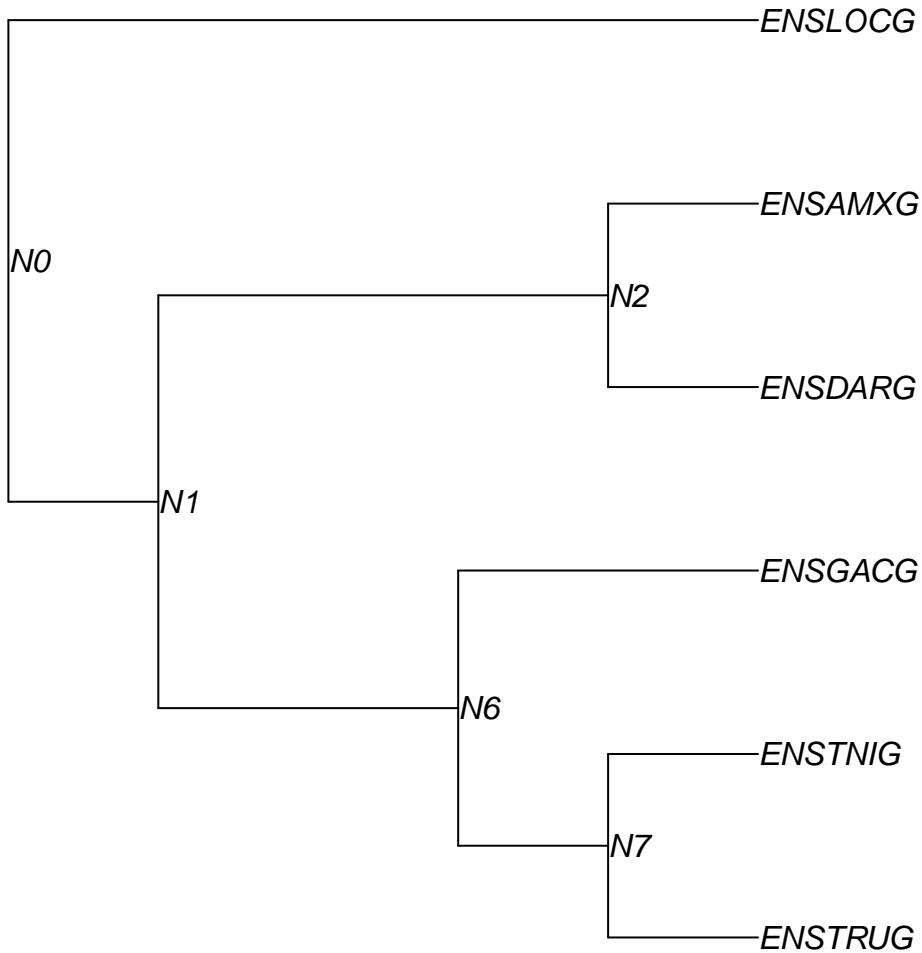 ENSLOCG
ENSAMXG
N0
N2
ENSDARG
N1
ENSGACG
N6
ENSTNIG
N7
ENSTRUG